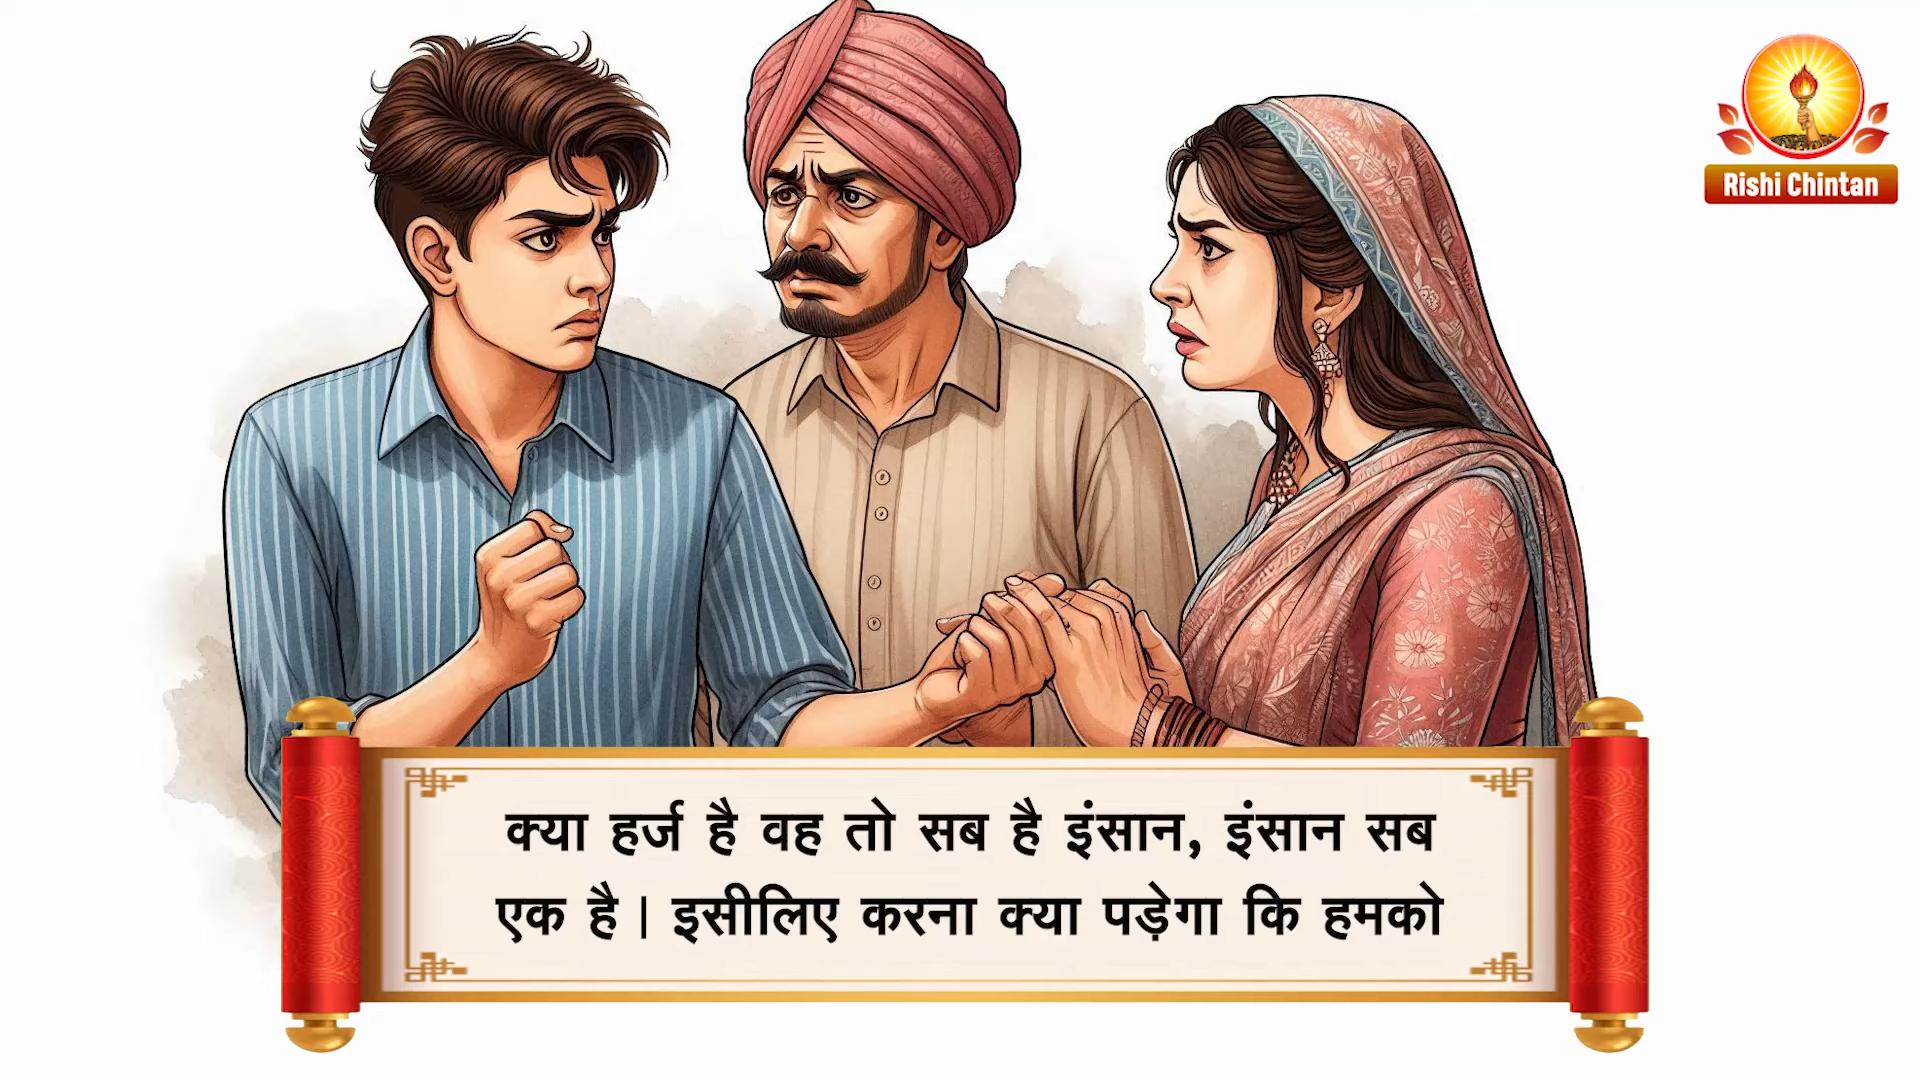 Rishi Chintan
क्या हर्ज है वह तो सब है इंसान, इंसान सब
एक है। इसीलिए करना क्या पड़ेगा कि हमको